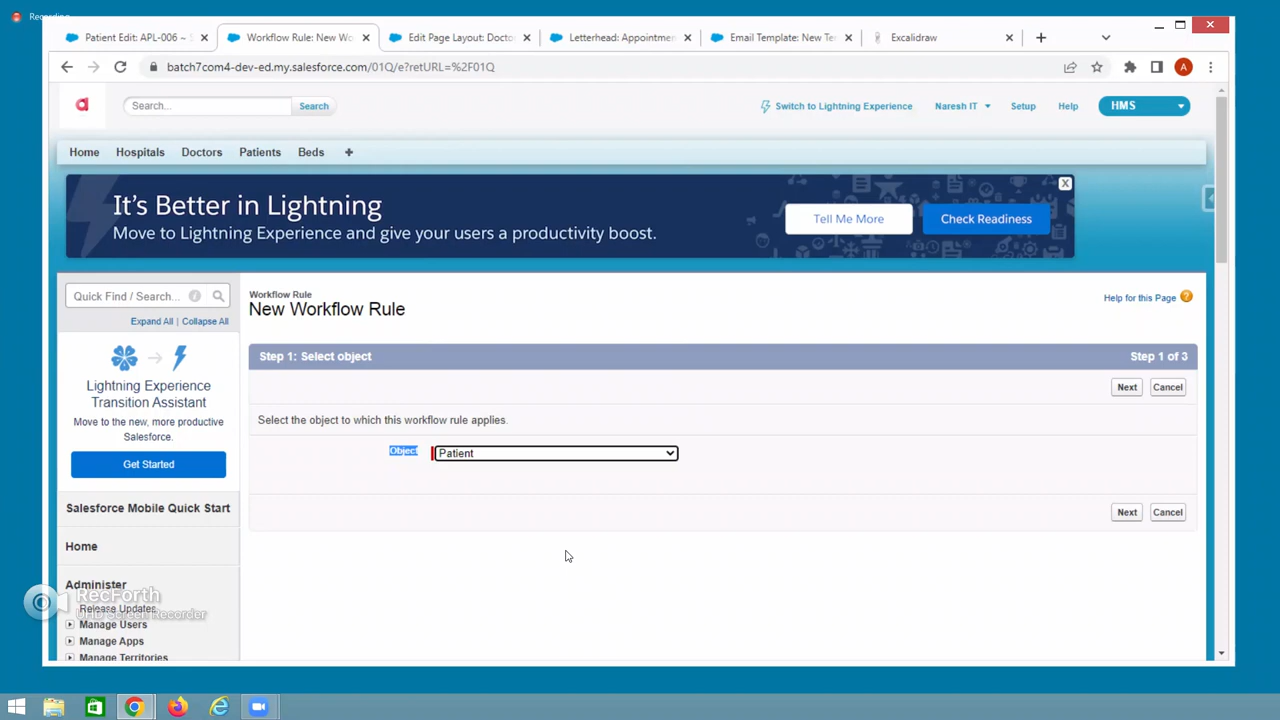 Recording
Patient Edit: APL-006 ~ S
Workflow Rule: New Wo
Edit Page Layout: Docto
Letterhead: Appointmen
Email Template: New Te
Excalidraw
batch7com4-dev-ed.my.salesforce.com/01Q/e?retURL=%2F01Q
A
Search...
Search
Switch to Lightning Experience
Naresh IT
Setup
Help
HMS
Home
Hospitals
Doctors
Patients
Beds
+
It's Better in Lightning
Move to Lightning Experience and give your users a productivity boost.
Tell Me More
Check Readiness
X
Quick Find / Search...
Expand All | Collapse All
Lightning Experience
Transition Assistant
Move to the new, more productive
Salesforce.
Get Started
Salesforce Mobile Quick Start
Home
Administer
Release Updates
Manage Users
Manage Apps
Manage Territories
Workflow Rule
New Workflow Rule
Help for this Page
Step 1: Select object
Step 1 of 3
Next
Cancel
Select the object to which this workflow rule applies.
Object
Patient
Next
Cancel
RecForth
UHD Screen Recorder